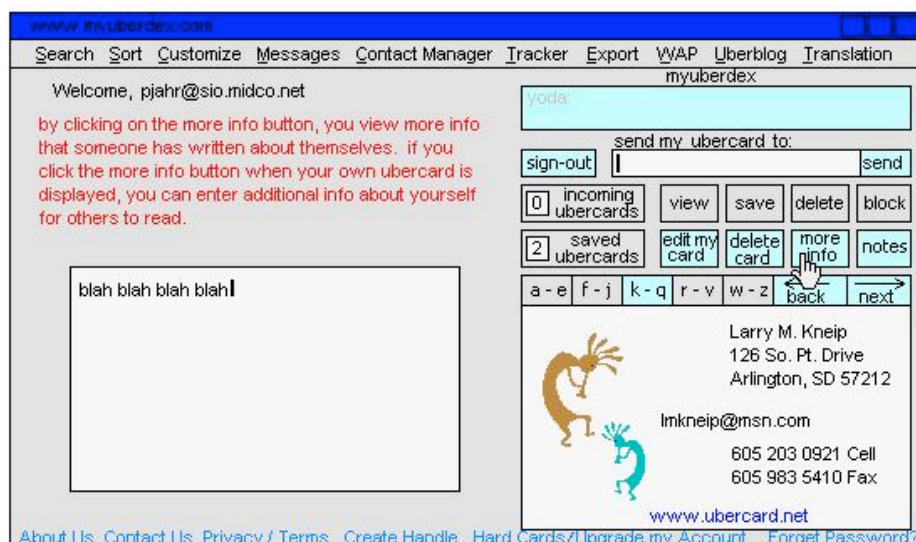 www.myuberdex.com
Search Sort Customize Messages Contact Manager Tracker Export WAP Uberblog Translation
Welcome, pjahr@sio.midco.net
by clicking on the more info button, you view more info
that someone has written about themselves. if you
click the more info button when your own ubercard is
displayed, you can enter additional info about yourself
for others to read.
blah blah blah blah
myuberdex
yoda:
send my ubercard to:
sign-out send
0 incoming ubercards view save delete block
2 saved ubercards edit my card delete card more info notes
a - e f - j k - q r - v w - z back next
Larry M. Kneip
126 So. Pt. Drive
Arlington, SD 57212
lmkneip@msn.com
605 203 0921 Cell
605 983 5410 Fax
www.ubercard.net
About Us Contact Us Privacy / Terms Create Handle Hard Cards/Upgrade my Account Forget Password?